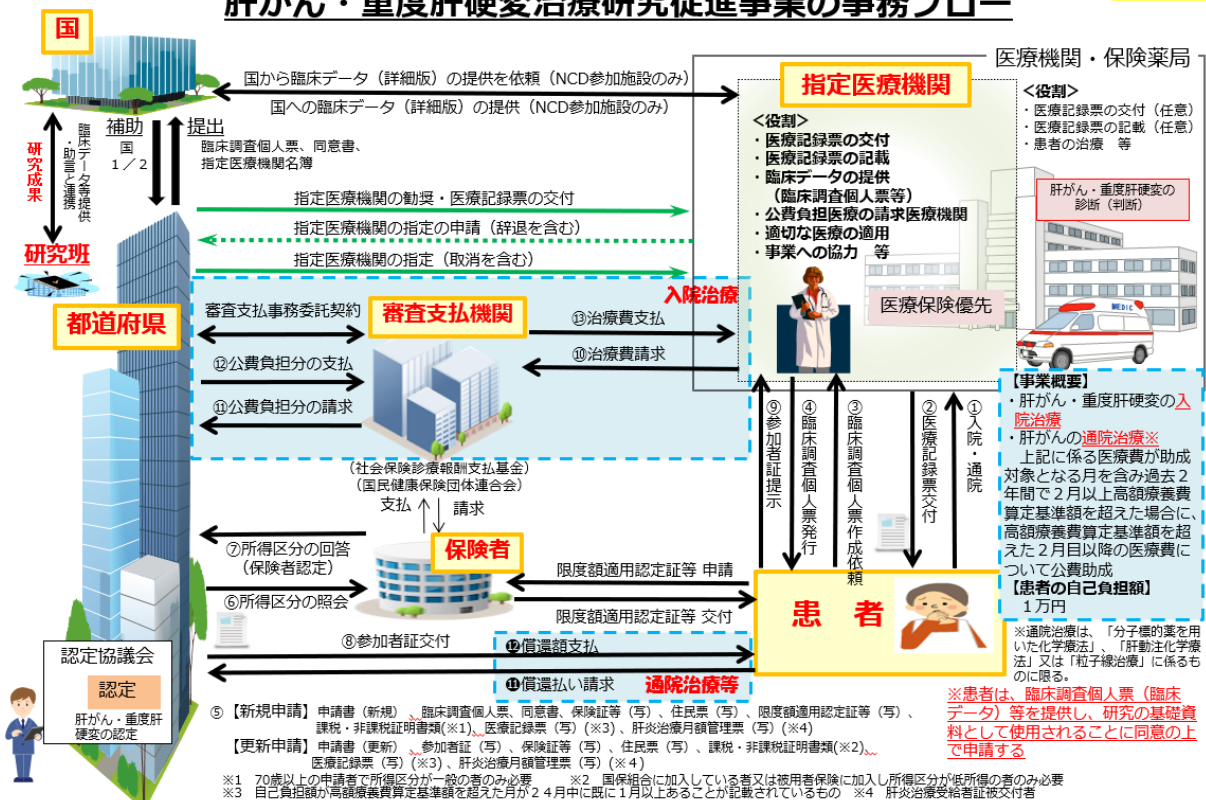 肝がん・重度肝硬変治療研究促進事業の事務フロー
国
医療機関・保険薬局
国から臨床データ（詳細版）の提供を依頼（NCD参加施設のみ）
国への臨床データ（詳細版）の提供（NCD参加施設のみ）
指定医療機関
＜役割＞
・医療記録票の交付
・医療記録票の記載
・臨床データの提供
（臨床調査個人票等）
・公費負担医療の請求医療機関
・適切な医療の適用
・事業への協力　等
＜役割＞
・医療記録票の交付（任意）
・医療記録票の記載（任意）
・患者の治療　等
肝がん・重度肝硬変の
診断（判断）
医療保険優先
MEDIC
研究成果
臨床データ等提供
・助言と連携
補助
国
１／２
提出
臨床調査個人票、同意書、
指定医療機関名簿
研究班
指定医療機関の勧奨・医療記録票の交付
指定医療機関の指定の申請（辞退を含む）
指定医療機関の指定（取消を含む）
都道府県
入院治療
審査支払事務委託契約
審査支払機関
⑬治療費支払
⑩治療費請求
⑫公費負担分の支払
⑪公費負担分の請求
（社会保険診療報酬支払基金）
（国民健康保険団体連合会）
支払
請求
⑨参加者証提示
④臨床調査個人票発行
③臨床調査個人票作成依頼
②医療記録票交付
①入院・通院
【事業概要】
・肝がん・重度肝硬変の入
院治療
・肝がんの通院治療※
上記に係る医療費が助成
対象となる月を含み過去２
年間で２月以上高額療養費
算定基準額を超えた場合に、
高額療養費算定基準額を超
えた２月目以降の医療費に
ついて公費助成
【患者の自己負担額】
１万円
※通院治療は、「分子標的薬を用
いた化学療法」、「肝動注化学療
法」又は「粒子線治療」に係るも
のに限る。
※患者は、臨床調査個人票（臨床
データ）等を提供し、研究の基礎資
料として使用されることに同意の上
で申請する
⑦所得区分の回答
（保険者認定）
⑥所得区分の照会
保険者
限度額適用認定証等 申請
限度額適用認定証等 交付
患　者
⑧参加者証交付
⓬償還額支払
⓫償還払い請求
通院治療等
認定協議会
認定
肝がん・重度肝
硬変の認定
⑤【新規申請】申請書（新規）、臨床調査個人票、同意書、保険証等（写）、住民票（写）、限度額適用認定証等（写）、
課税・非課税証明書類(※1)、医療記録票（写）(※3)、肝炎治療月額管理票（写）(※4)
【更新申請】申請書（更新）、参加者証（写）、保険証等（写）、住民票（写）、課税・非課税証明書類(※2)、
医療記録票（写）(※3)、肝炎治療月額管理票（写）(※４)
※1　70歳以上の申請者で所得区分が一般の者のみ必要　　※２　国保組合に加入している者又は被用者保険に加入し所得区分が低所得の者のみ必要
※３　自己負担額が高額療養費算定基準額を超えた月が２４月中に既に１月以上あることが記載されているもの　※４　肝炎治療受給者証被交付者